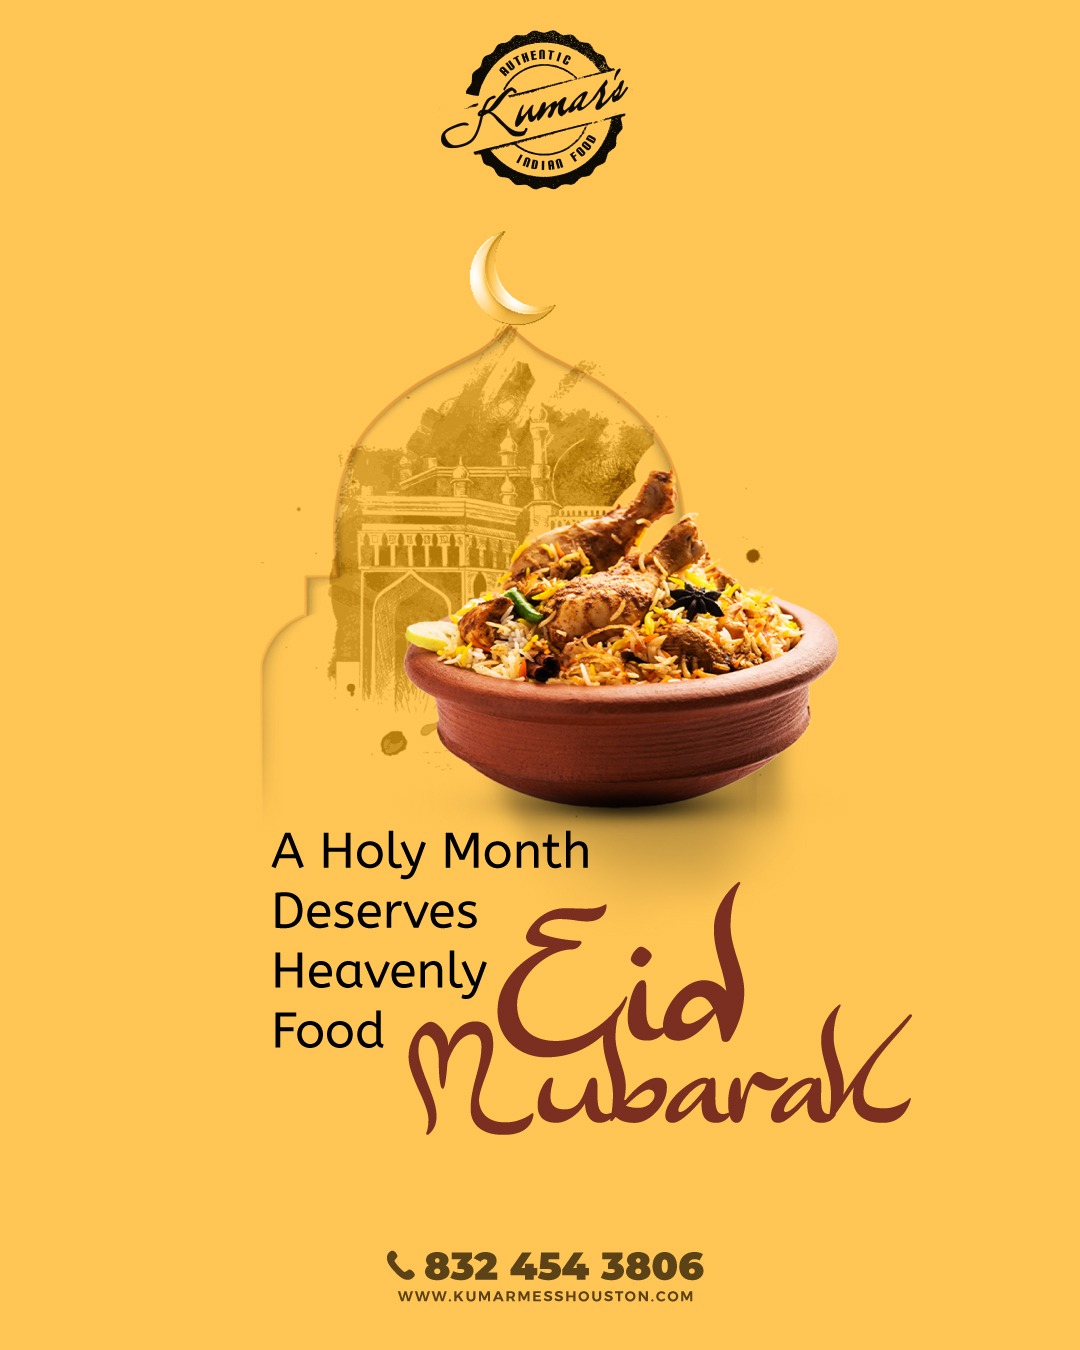 AUTHENTIC
Kumar's
INDIAN FOOD
A Holy Month
Deserves
Heavenly
Food
Eid
Mubarak
832 454 3806
WWW.KUMARMESSHOUSTON.COM